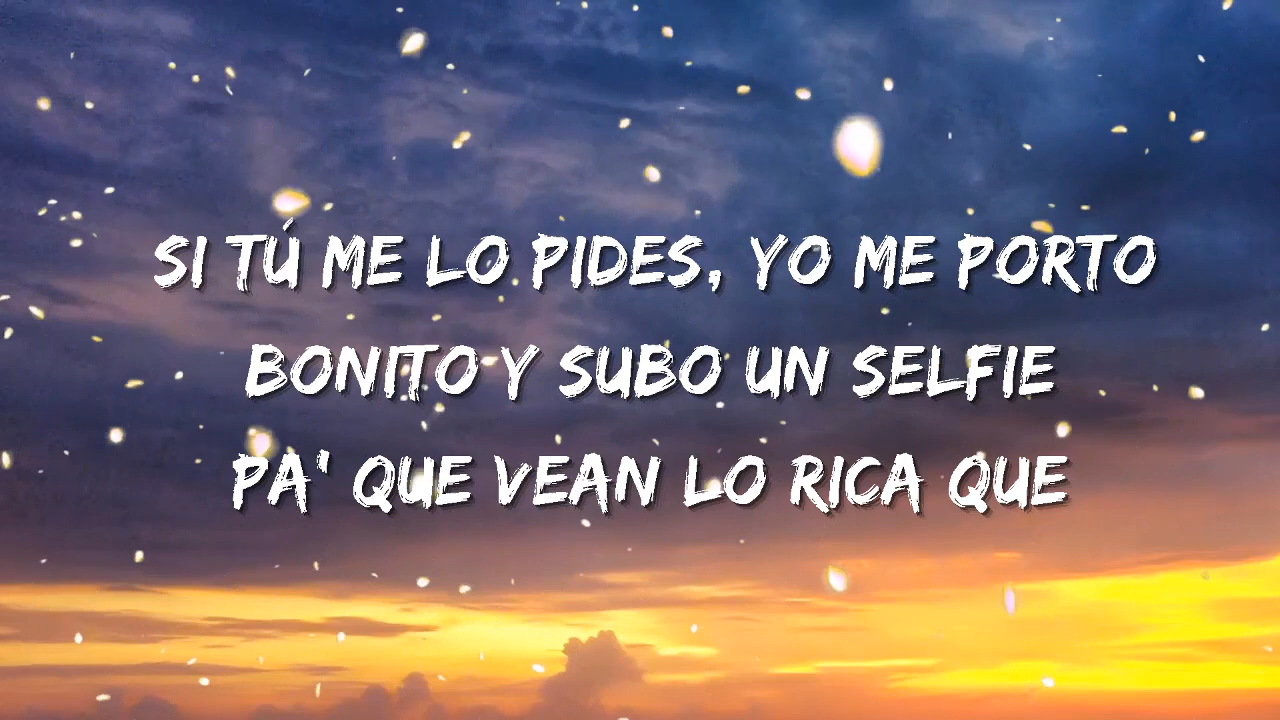 SI TÚ ME LO PIDES, YO ME PORTO
BONITO Y SUBO UN SELFIE
PA' QUE VEAN LO RICA QUE